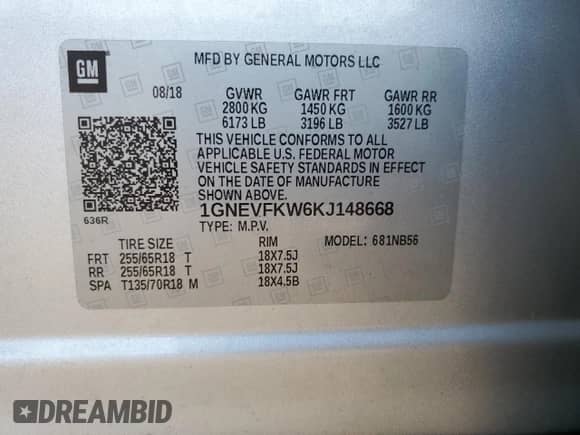 GM
MFD BY GENERAL MOTORS LLC
08/18 GVWR GAWR FRT GAWR RR
2800 KG 1450 KG 1600 KG
6173 LB 3196 LB 3527 LB
THIS VEHICLE CONFORMS TO ALL
APPLICABLE U.S. FEDERAL MOTOR
VEHICLE SAFETY STANDARDS IN EFFECT
ON THE DATE OF MANUFACTURE
SHOWN ABOVE.
636R
1GNEVFKW6KJ148668
TYPE: M.P.V.
TIRE SIZE RIM MODEL: 681NB56
FRT 255/65R18 T 18X7.5J
RR 255/65R18 T 18X7.5J
SPA T135/70R18 M 18X4.5B
DREAMBID